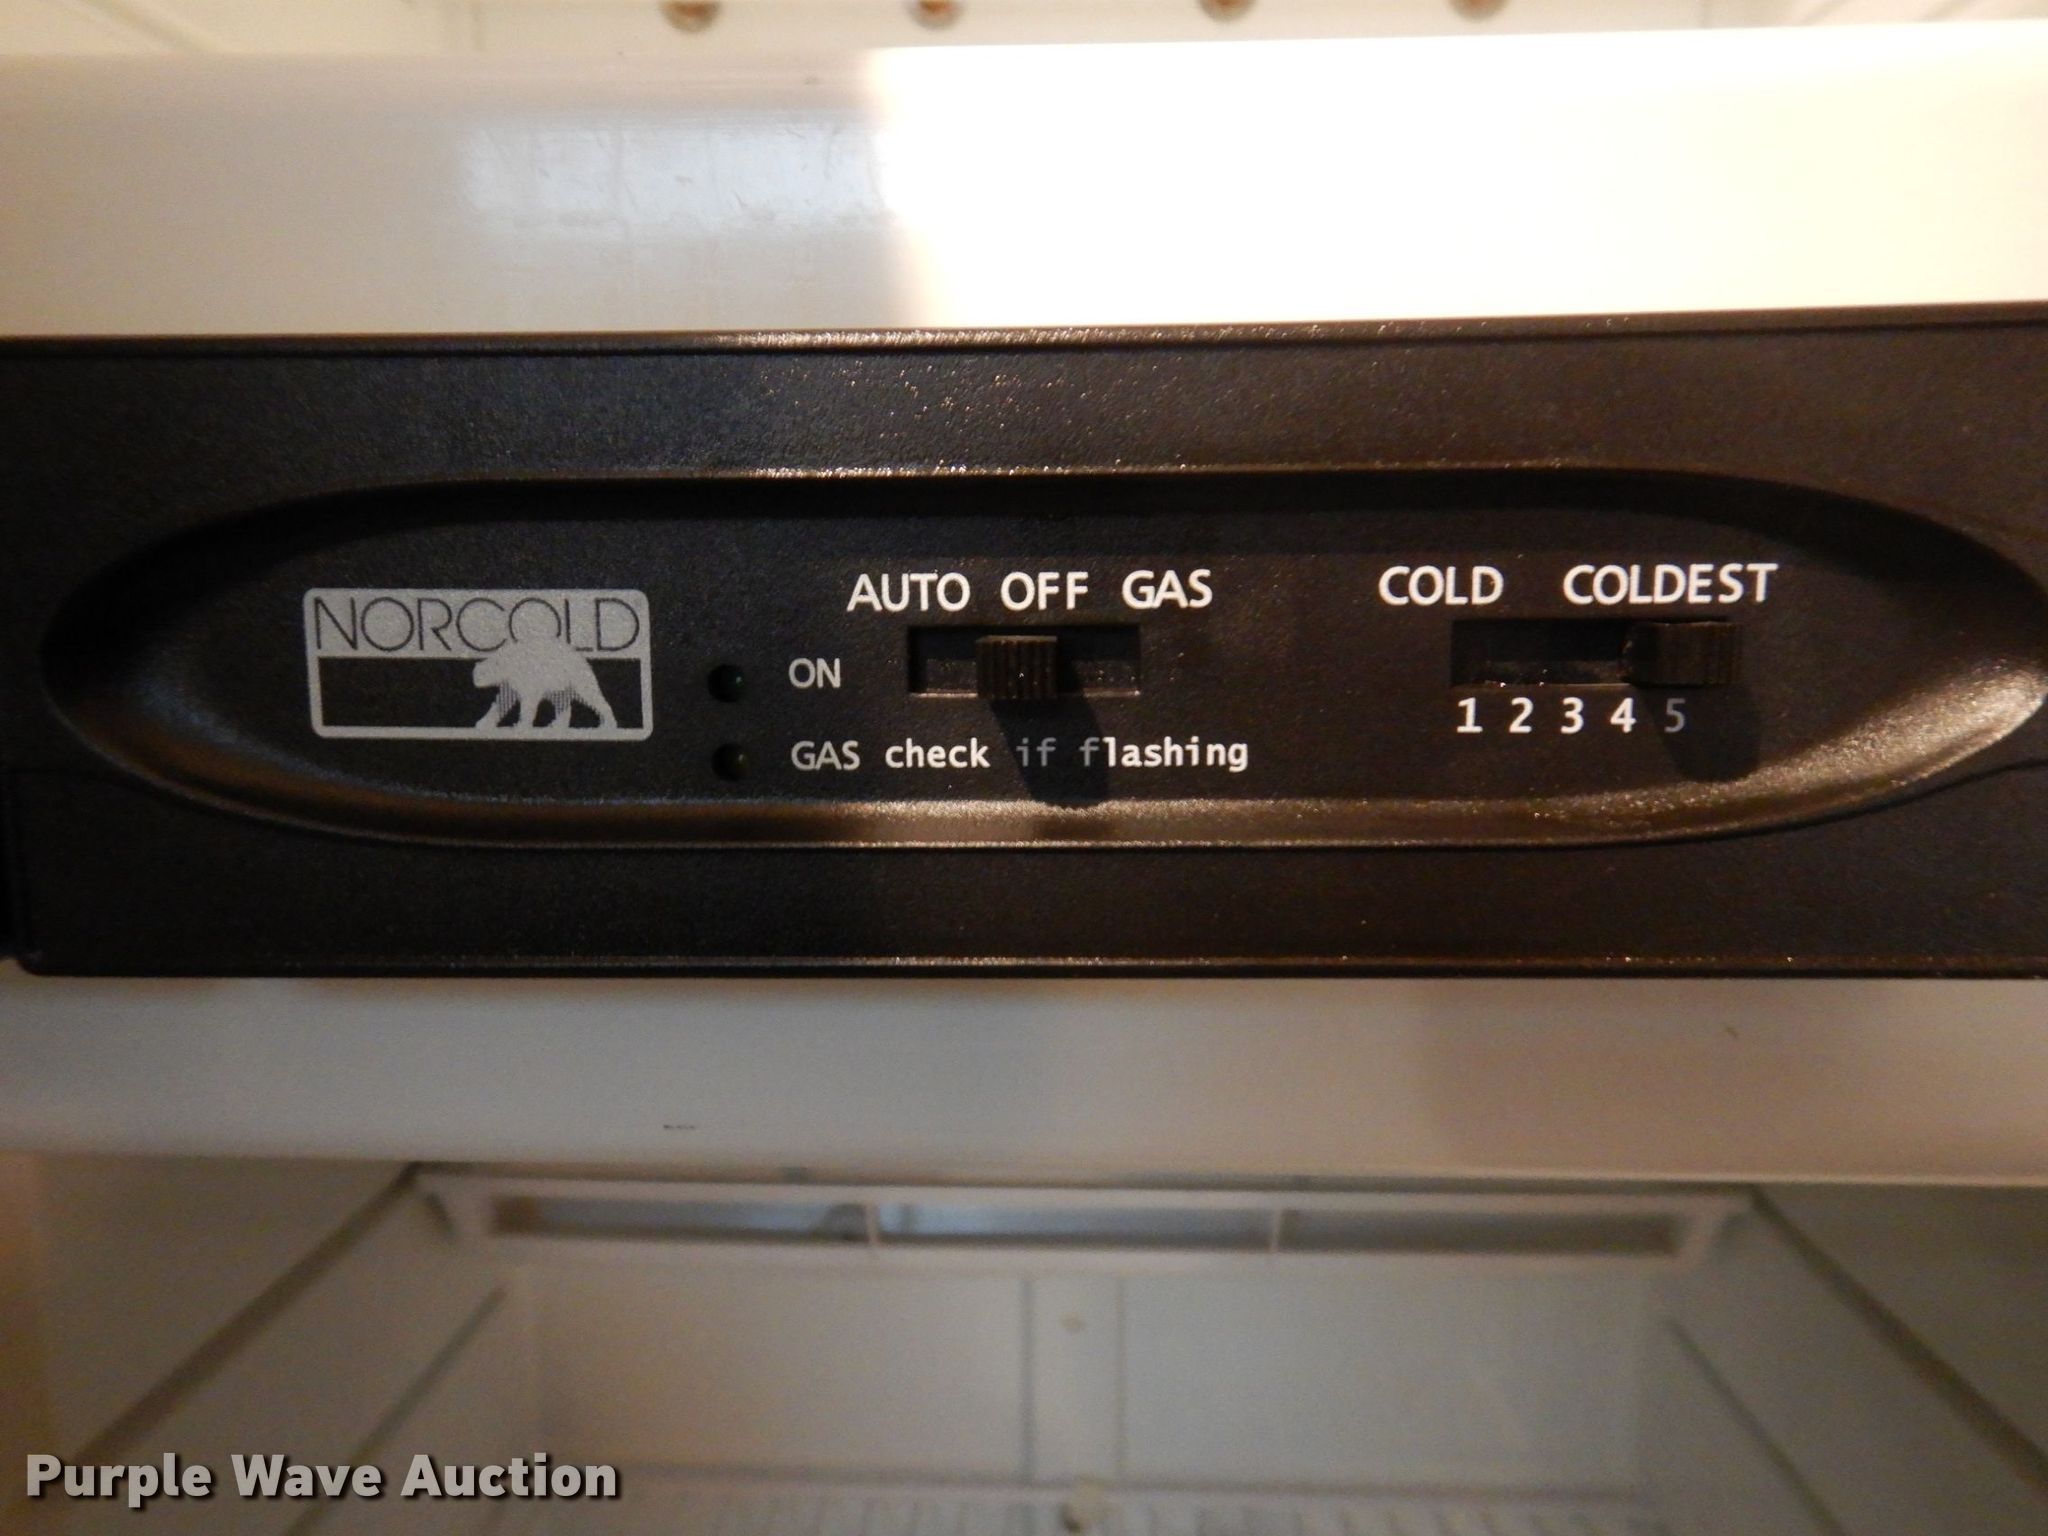 NORCOLD
AUTO OFF GAS
COLD COLDEST
ON
1 2 3 4 5
GAS check if flashing
Purple Wave Auction